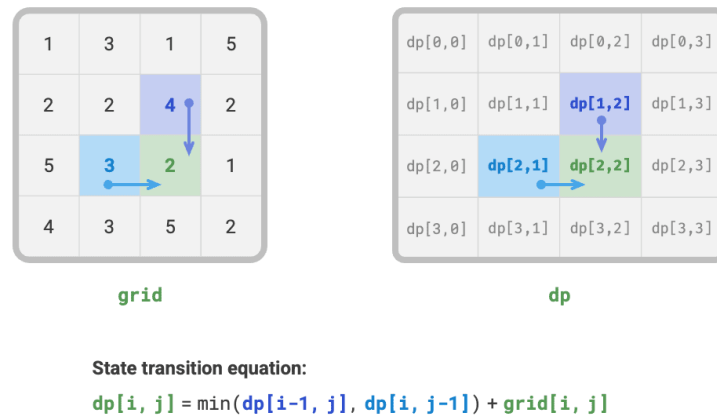 1 3 1 5 dp[0,0] dp[0,1] dp[0,2] dp[0,3]
2 2 4 2 dp[1,0] dp[1,1] dp[1,2] dp[1,3]
5 3 2 1 dp[2,0] dp[2,1] dp[2,2] dp[2,3]
4 3 5 2 dp[3,0] dp[3,1] dp[3,2] dp[3,3]
grid dp
State transition equation:
dp[i, j] = min(dp[i-1, j], dp[i, j-1]) + grid[i, j]